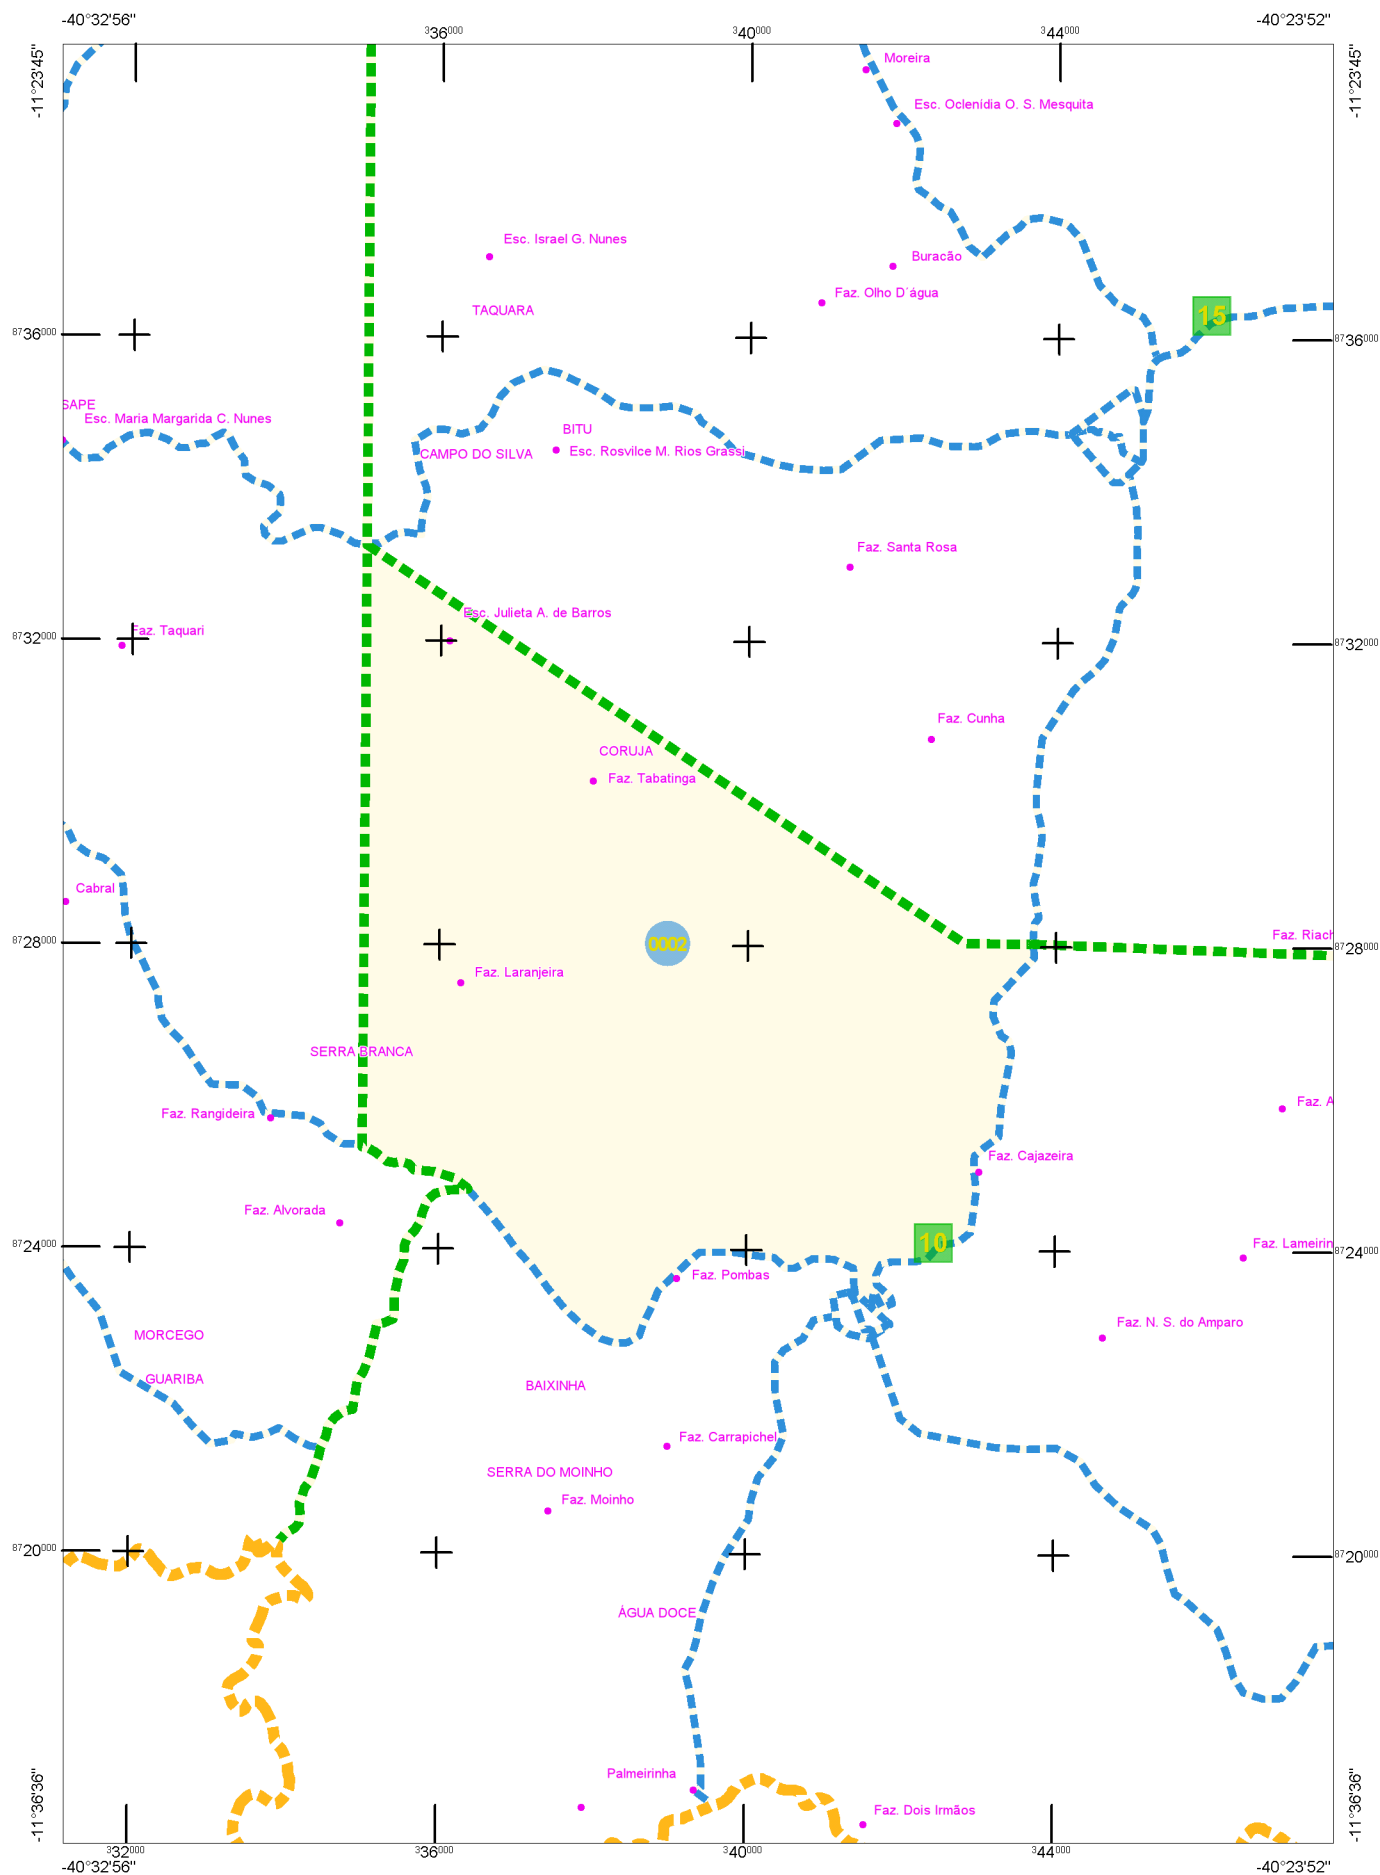 -40°32'56"
-40°23'52"
336000
340000
344000
-11°23'45"
-11°23'45"
Moreira
Esc. Oclenídia O. S. Mesquita
Esc. Israel G. Nunes
Buracão
Faz. Olho D´água
TAQUARA
15
8736000
8736000
SAPE
Esc. Maria Margarida C. Nunes
BITU
CAMPO DO SILVA
Esc. Rosvilce M. Rios Grassi
Faz. Santa Rosa
Esc. Julieta A. de Barros
Faz. Taquari
8732000
8732000
Faz. Cunha
CORUJA
Faz. Tabatinga
Cabral
Faz. Riach
8728000
0002
8728000
Faz. Laranjeira
SERRA BRANCA
Faz. A
Faz. Rangideira
Faz. Cajazeira
Faz. Alvorada
10
8724000
Faz. Lameirin
8724000
Faz. Pombas
Faz. N. S. do Amparo
MORCEGO
GUARIBA
BAIXINHA
Faz. Carrapichel
SERRA DO MOINHO
Faz. Moinho
8720000
8720000
ÁGUA DOCE
Palmeirinha
Faz. Dois Irmãos
-11°36'36"
-11°36'36"
332000
336000
340000
344000
-40°32'56"
-40°23'52"